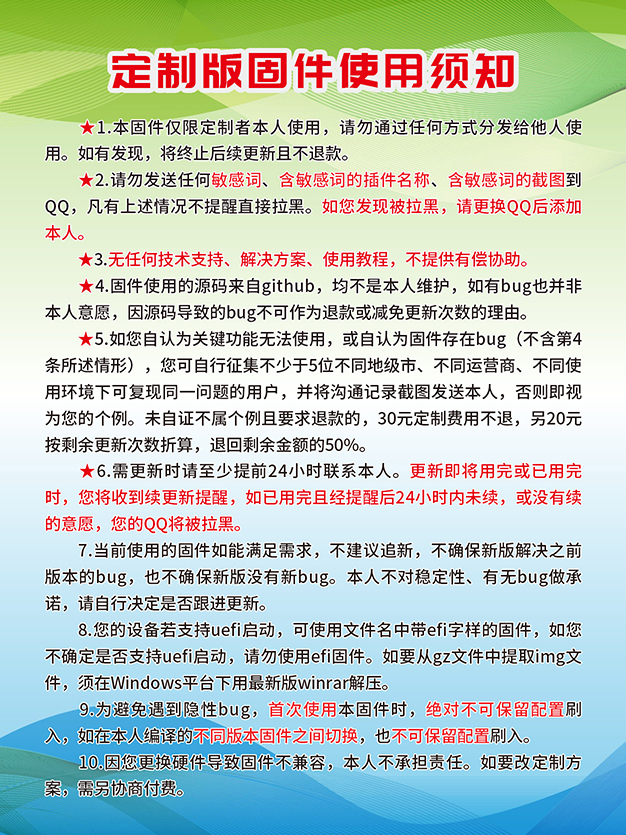 定制版固件使用须知
★1.本固件仅限定制者本人使用，请勿通过任何方式分发给他人使
用。如有发现，将终止后续更新且不退款。
★2.请勿发送任何敏感词、含敏感词的插件名称、含敏感词的截图到
QQ，凡有上述情况不提醒直接拉黑。如您发现被拉黑，请更换QQ后添加
本人。
★3.无任何技术支持、解决方案、使用教程，不提供有偿协助。
★4.固件使用的源码来自github，均不是本人维护，如有bug也并非
本人意愿，因源码导致的bug不可作为退款或减免更新次数的理由。
★5.如您自认为关键功能无法使用，或自认为固件存在bug（不含第4
条所述情形），您可自行征集不少于5位不同地级市、不同运营商、不同使
用环境下可复现同一问题的用户，并将沟通记录截图发送本人，否则即视
为您的个例。未自证不属个例且要求退款的，30元定制费用不退，另20元
按剩余更新次数折算，退回剩余金额的50%。
★6.需更新时请至少提前24小时联系本人。更新即将用完或已用完
时，您将收到续更新提醒，如已用完且经提醒后24小时内未续，或没有续
的意愿，您的QQ将被拉黑。
7.当前使用的固件如能满足需求，不建议追新，不确保新版解决之前
版本的bug，也不确保新版没有新bug。本人不对稳定性、有无bug做承
诺，请自行决定是否跟进更新。
8.您的设备若支持uefi启动，可使用文件名中带efi字样的固件，如您
不确定是否支持uefi启动，请勿使用efi固件。如要从gz文件中提取img文
件，须在Windows平台下用最新版winrar解压。
9.为避免遇到隐性bug，首次使用本固件时，绝对不可保留配置刷
入，如在本人编译的不同版本固件之间切换，也不可保留配置刷入。
10.因您更换硬件导致固件不兼容，本人不承担责任。如要改定制方
案，需另协商付费。